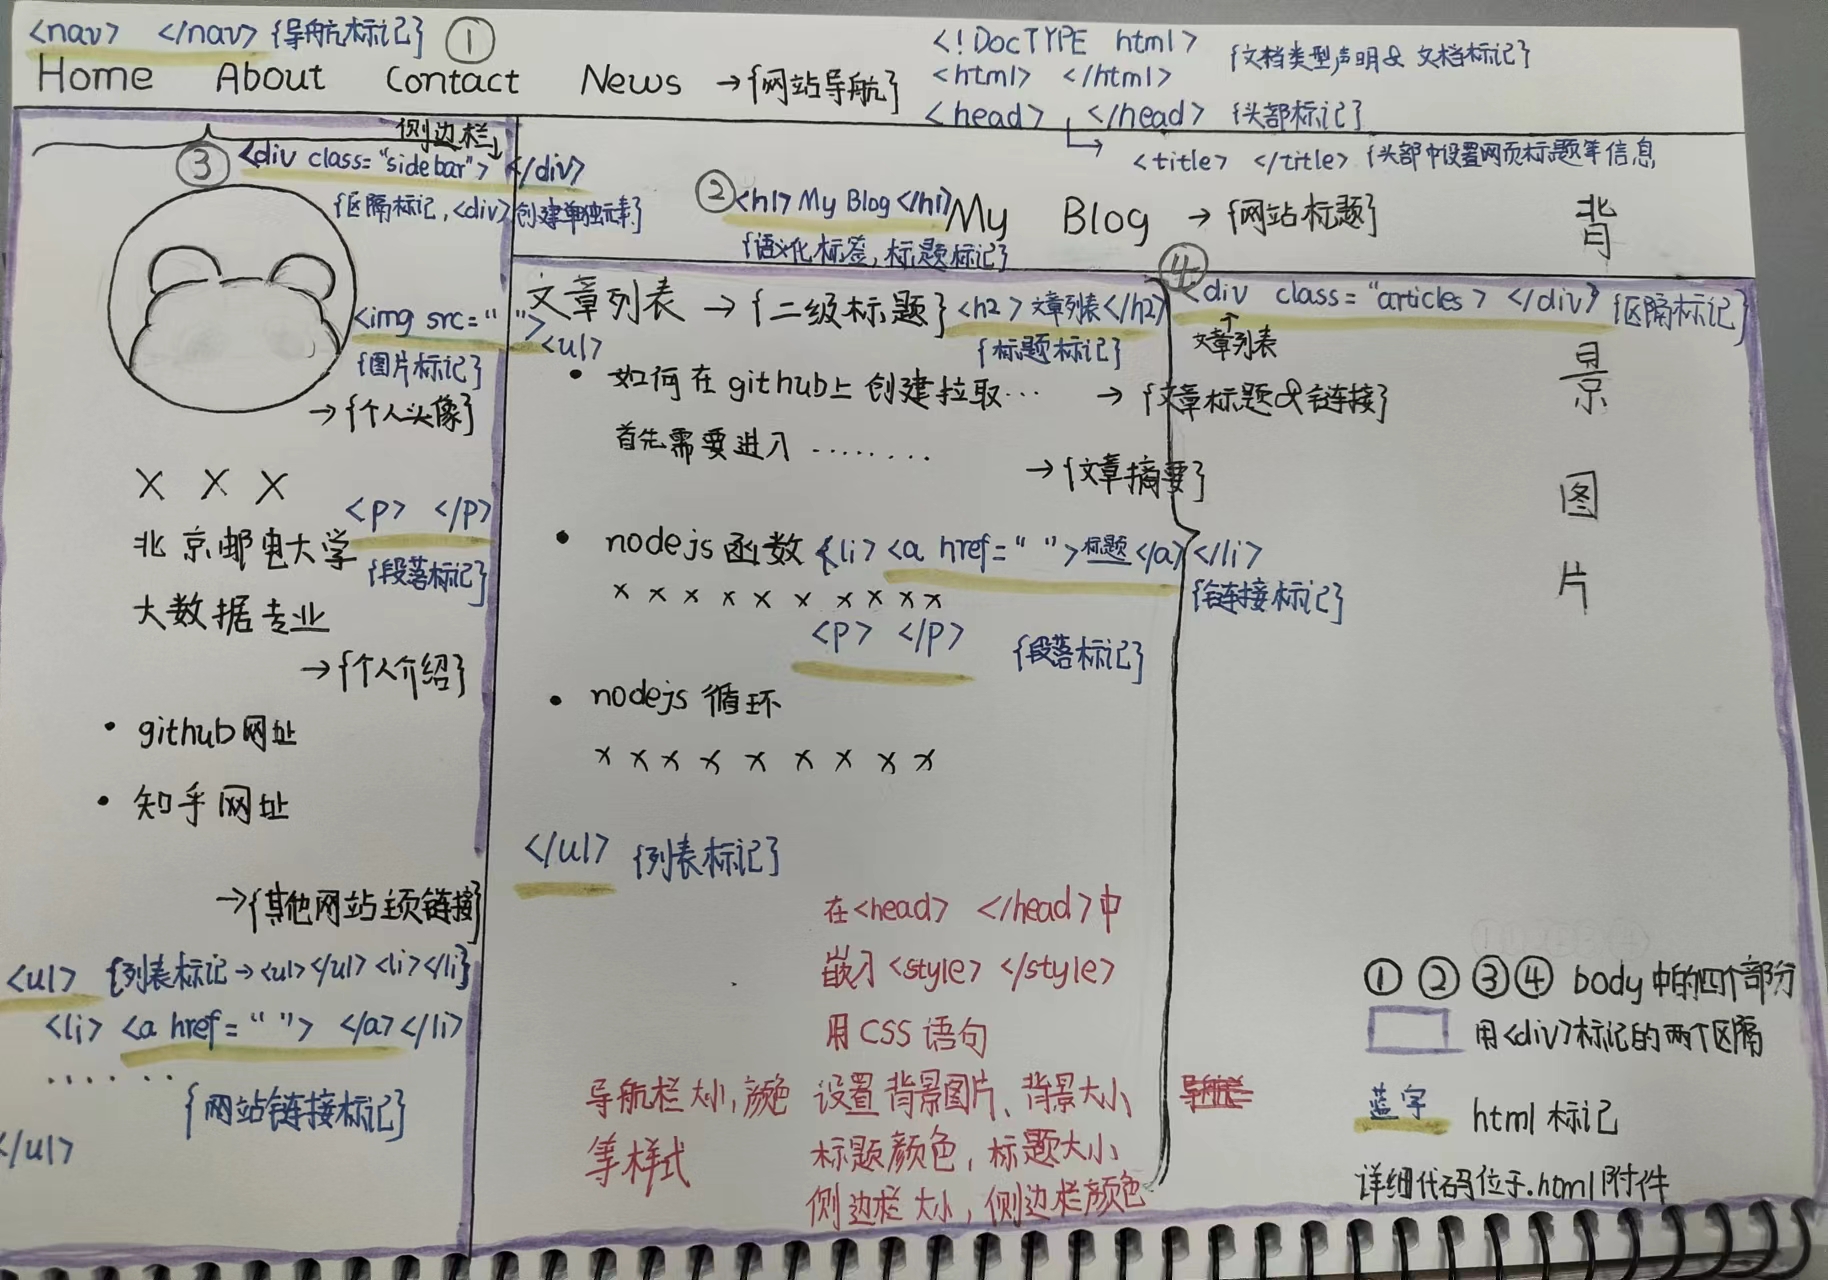 <nav> </nav> {导航标记} ①
Home About Contact News → {网站导航}
<!DocTYPE html> {文档类型声明& 文档标记}
<html> </html>
<head> </head> {头部标记}
<title> </title> {头部中设置网页标题等信息
侧边栏
③ <div class="sidebar"> </div>
{区隔标记, <div>创建单独元素}
② <h1> My Blog </h1> My Blog → {网站标题}
{语义化标签, 标题标记}
<img src=" ">
{图片标记}
→ {个人头像}
× × ×
<p> </p>
北京邮电大学
{段落标记}
大数据专业
→ {个人介绍}
• github网址
• 知乎网址
→ {其他网站主页链接}
<ul> {列表标记 → <ul></ul> <li></li}
<li> <a href=" "> </a></li>
......
{网站链接标记}
</ul>
文章列表 → {二级标题} <h2> 文章列表</h2>
{标题标记}
④ <div class="articles> </div> {区隔标记}
文章列表
<ul>
• 如何在github上创建拉取... → {文章标题&链接}
首先需要进入 ........
→ {文章摘要}
• nodejs函数 <li> <a href=" ">标题</a></li>
{链接标记}
× × × × × × × × × ×
<p> </p> {段落标记}
• nodejs 循环
× × × × × × × × ×
</ul> {列表标记}
在<head> </head>中
嵌入<style> </style>
用CSS语句
导航栏大小,颜色 设置背景图片、背景大小
等样式 标题颜色, 标题大小
侧边栏大小, 侧边栏颜色
背
景
图
片
① ② ③ ④ body中的四个部分
用<div>标记的两个区隔
蓝字 html标记
详细代码位于.html附件